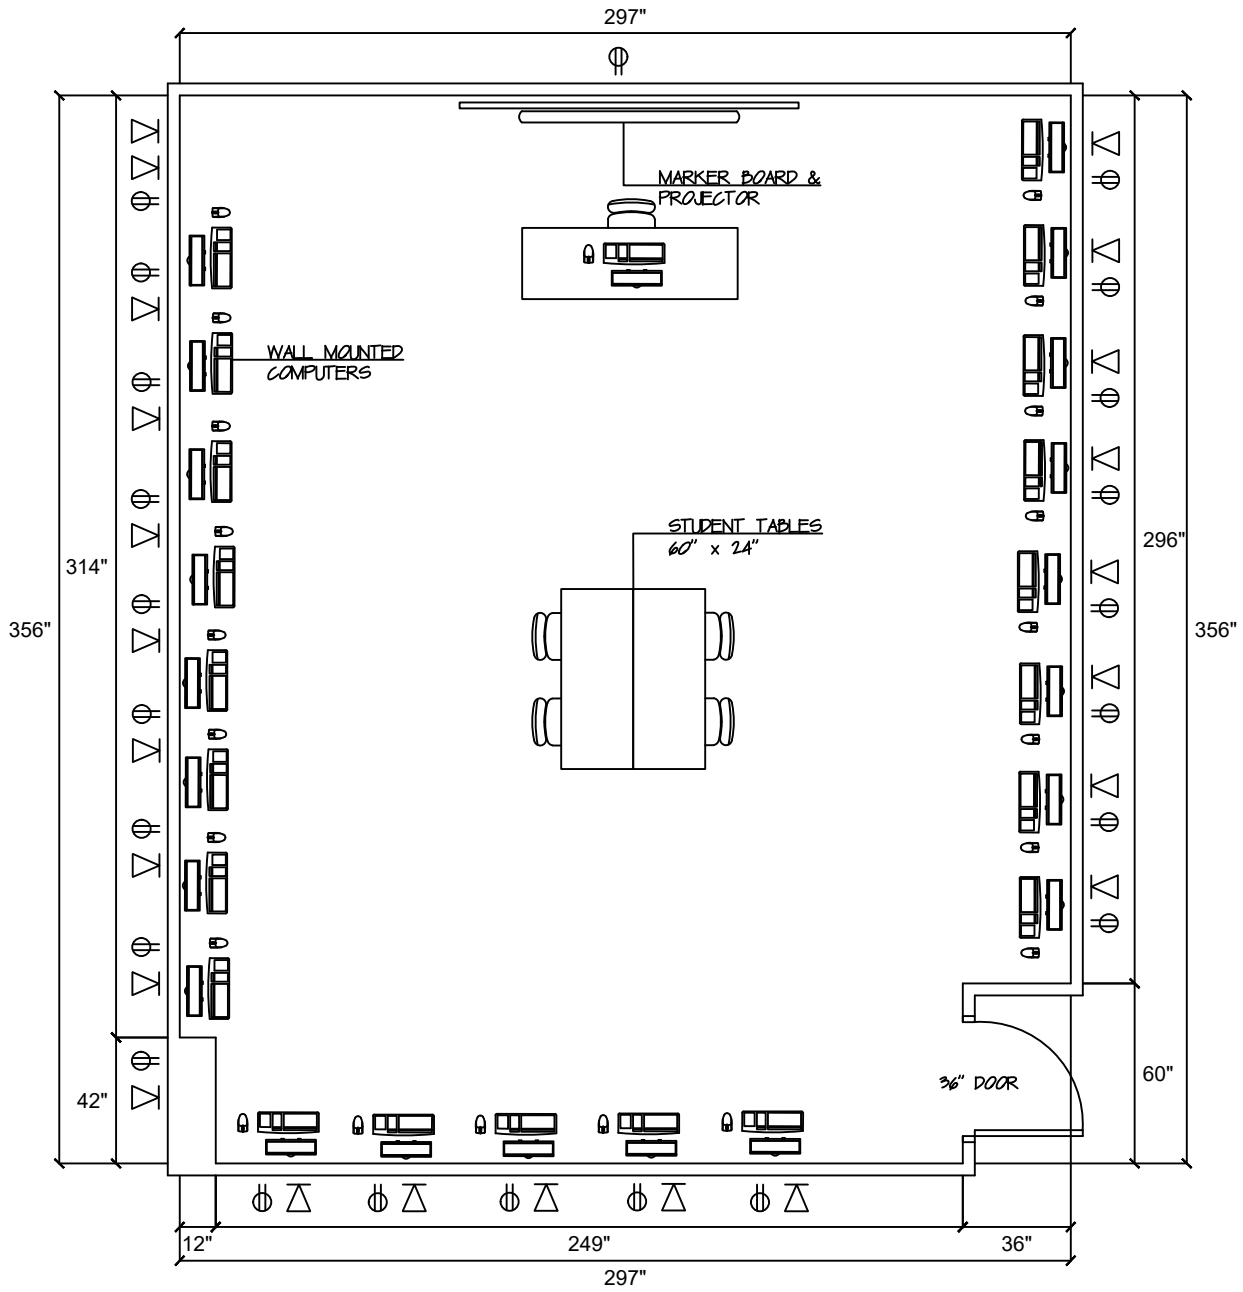 297"
MARKER BOARD &
PROJECTOR
WALL MOUNTED
COMPUTERS
STUDENT TABLES
60" x 24"
314"
296"
356"
356"
36" DOOR
60"
42"
12"
249"
36"
297"